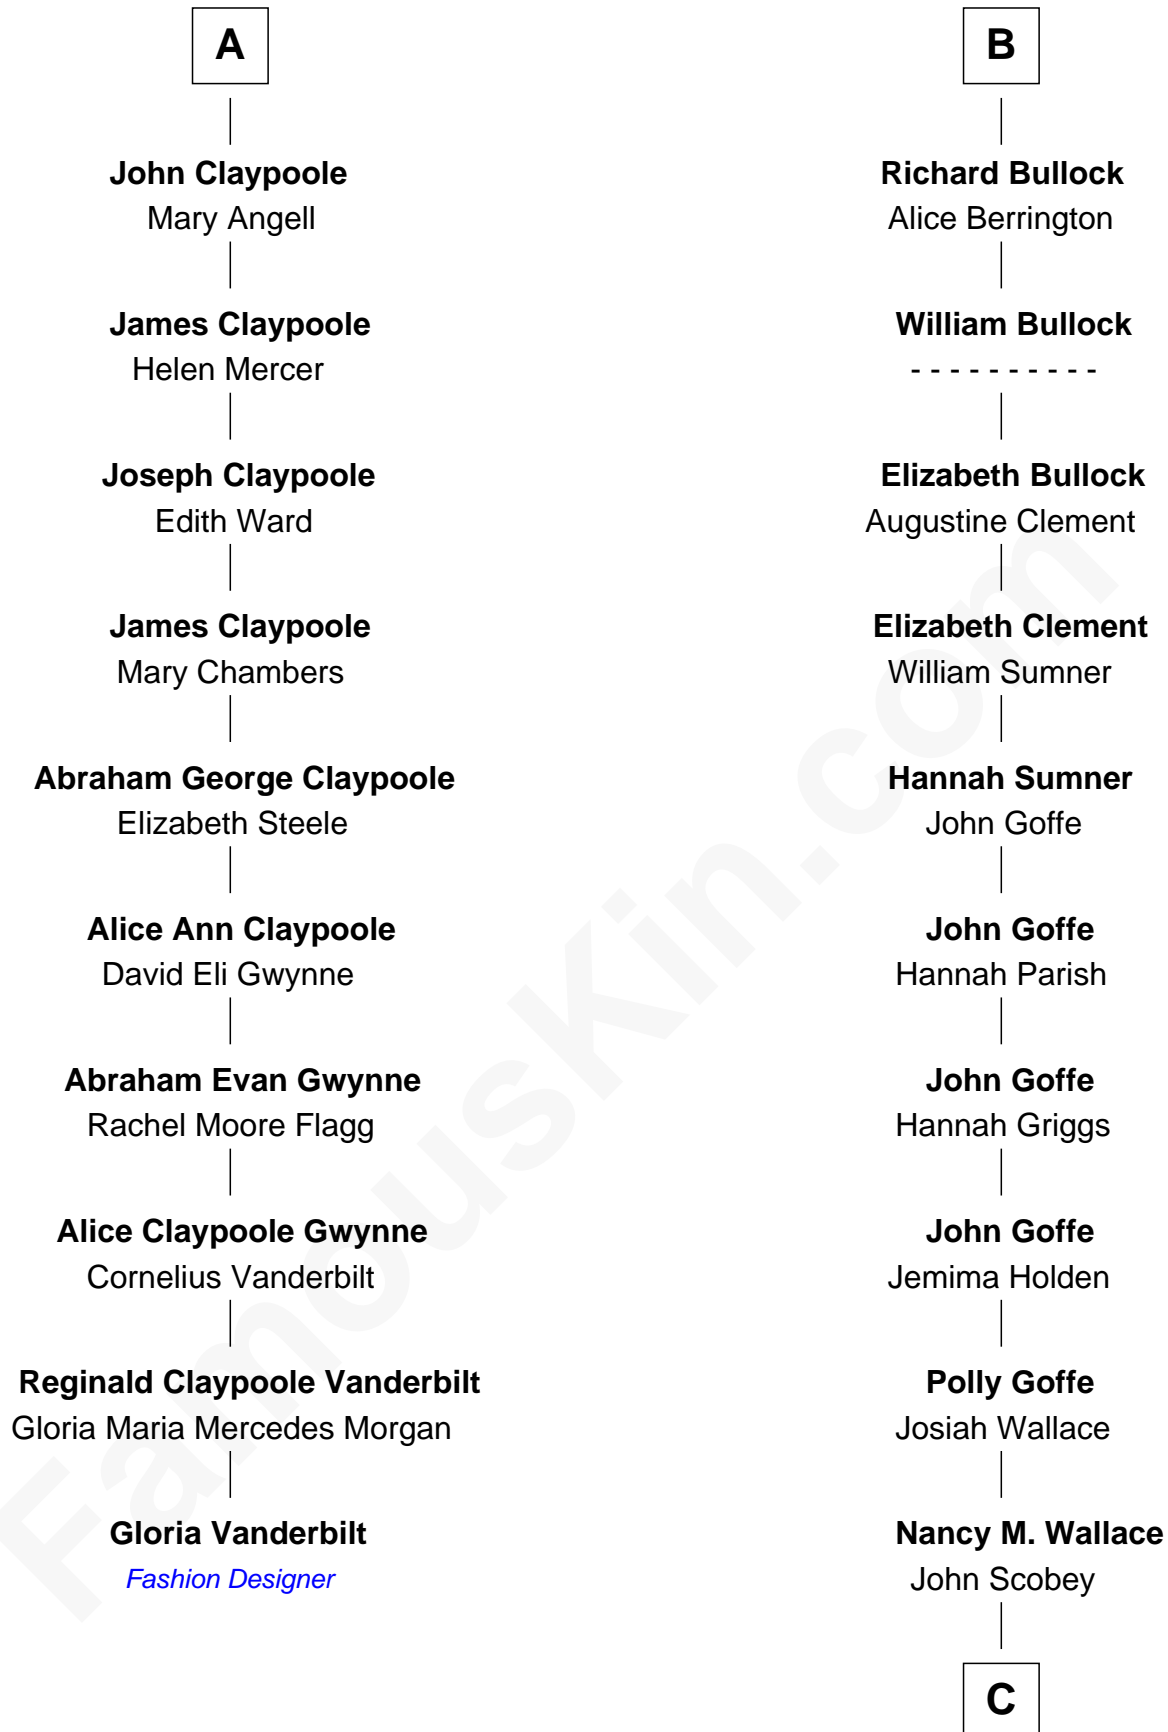 A
John Claypoole
Mary Angell
James Claypoole
Helen Mercer
Joseph Claypoole
Edith Ward
James Claypoole
Mary Chambers
Abraham George Claypoole
Elizabeth Steele
Alice Ann Claypoole
David Eli Gwynne
Abraham Evan Gwynne
Rachel Moore Flagg
Alice Claypoole Gwynne
Cornelius Vanderbilt
Reginald Claypoole Vanderbilt
Gloria Maria Mercedes Morgan
Gloria Vanderbilt
Fashion Designer
B
Richard Bullock
Alice Berrington
William Bullock
- - - - - - - - - -
Elizabeth Bullock
Augustine Clement
Elizabeth Clement
William Sumner
Hannah Sumner
John Goffe
John Goffe
Hannah Parish
John Goffe
Hannah Griggs
John Goffe
Jemima Holden
Polly Goffe
Josiah Wallace
Nancy M. Wallace
John Scobey
C
FamousKin.com